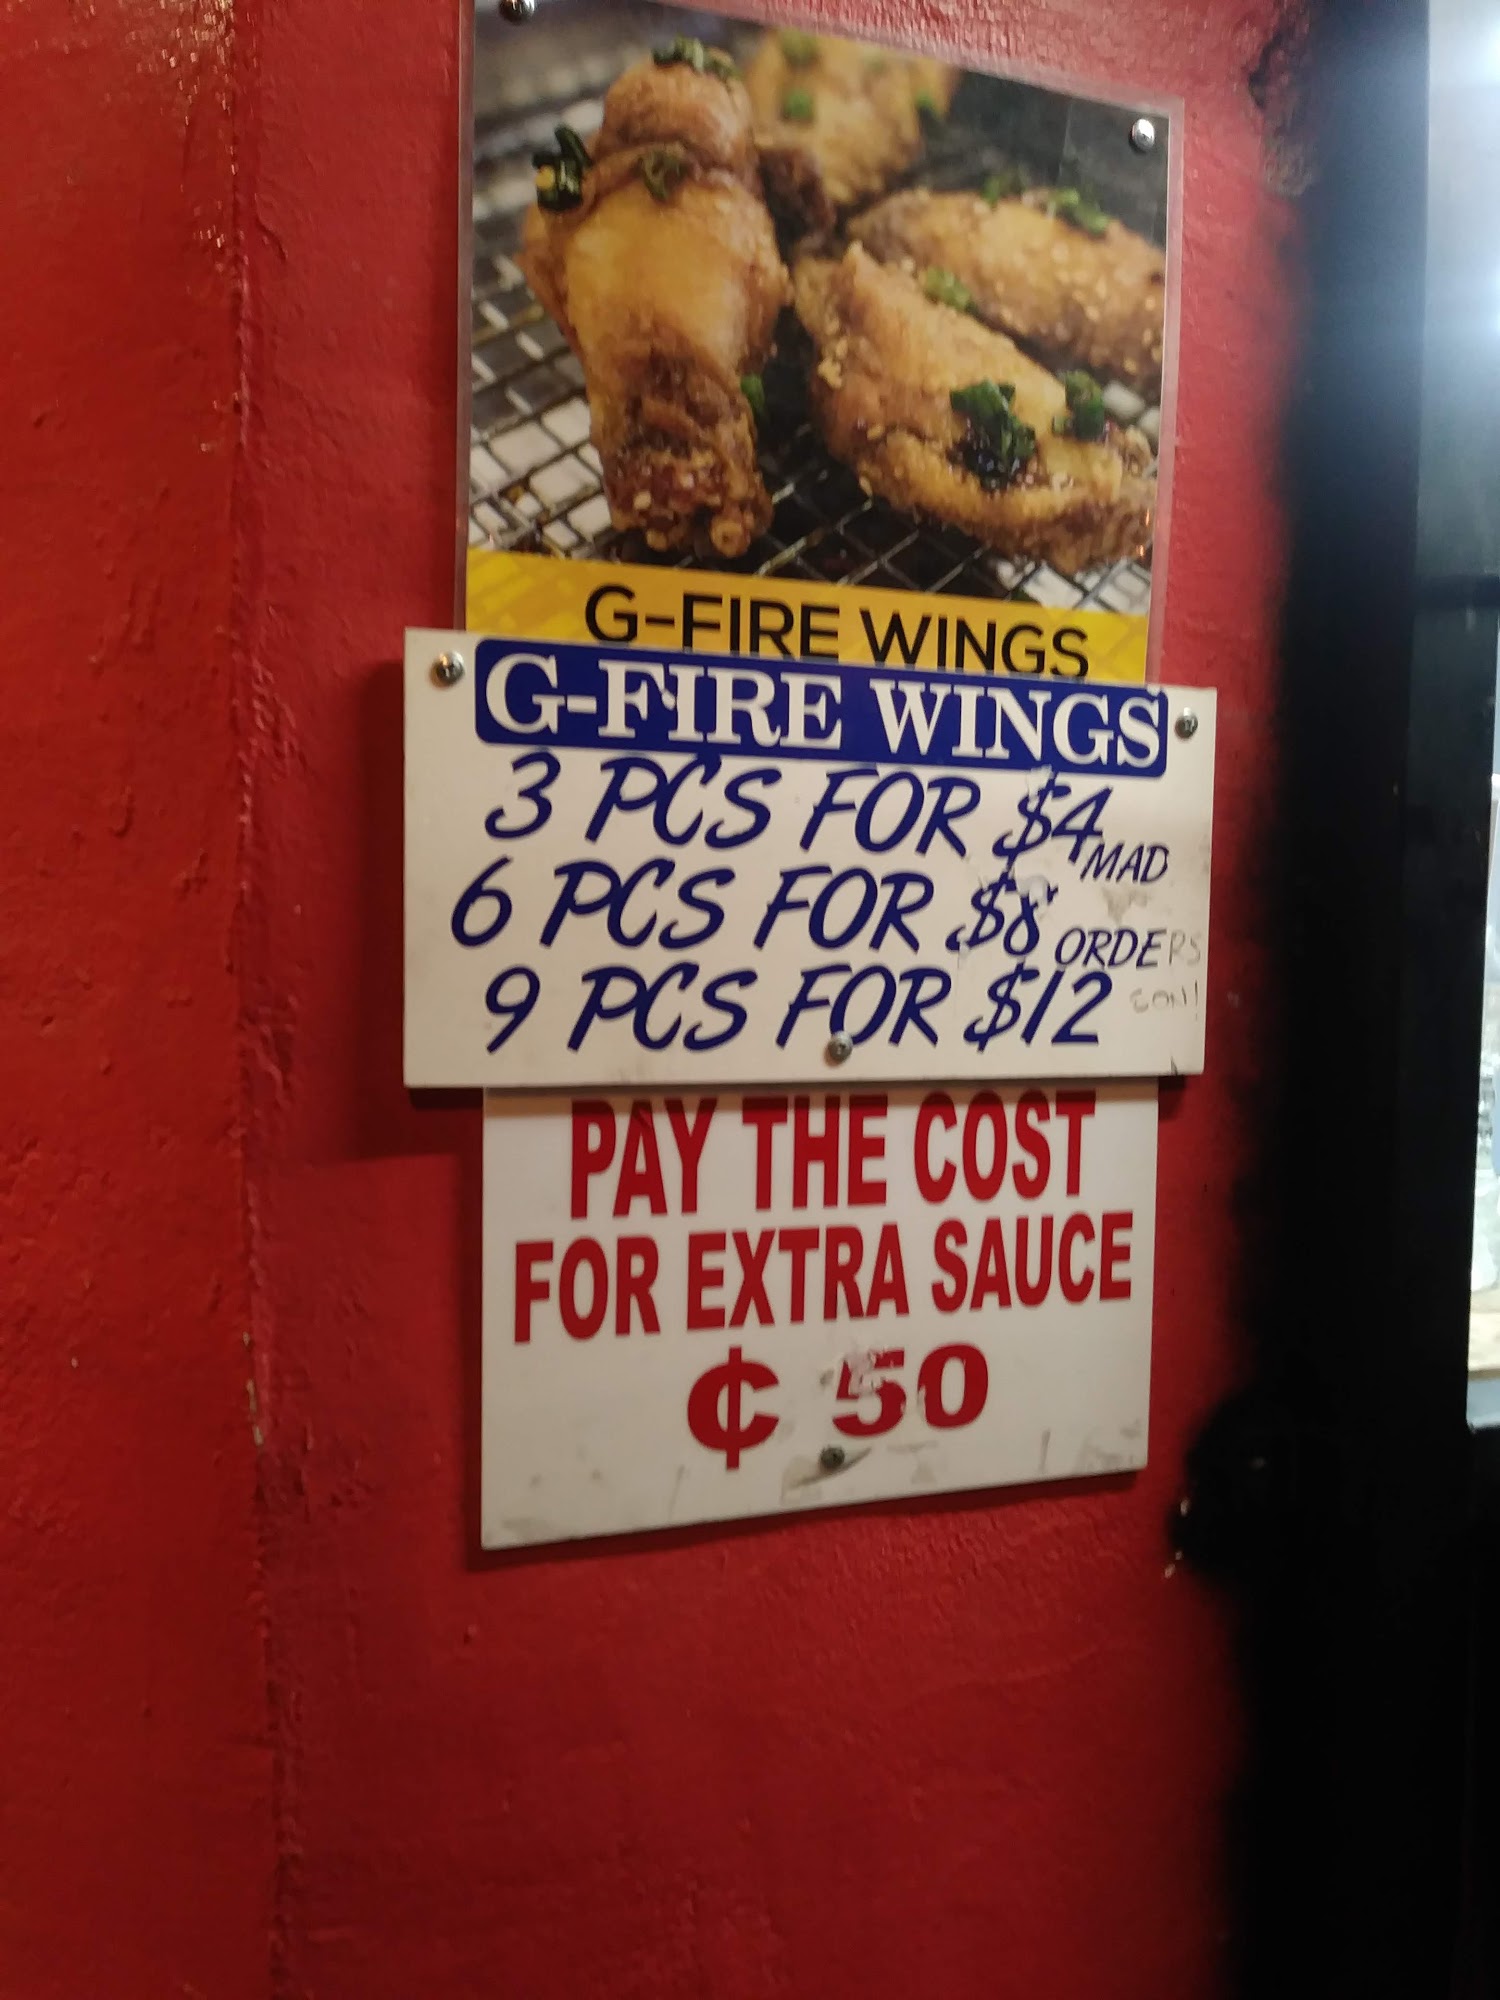 G-FIRE WINGS
G-FIRE WINGS
3 PCS FOR $4
MAD
6 PCS FOR $8
ORDERS
9 PCS FOR $12
SON!
PAY THE COST
FOR EXTRA SAUCE
¢ 50